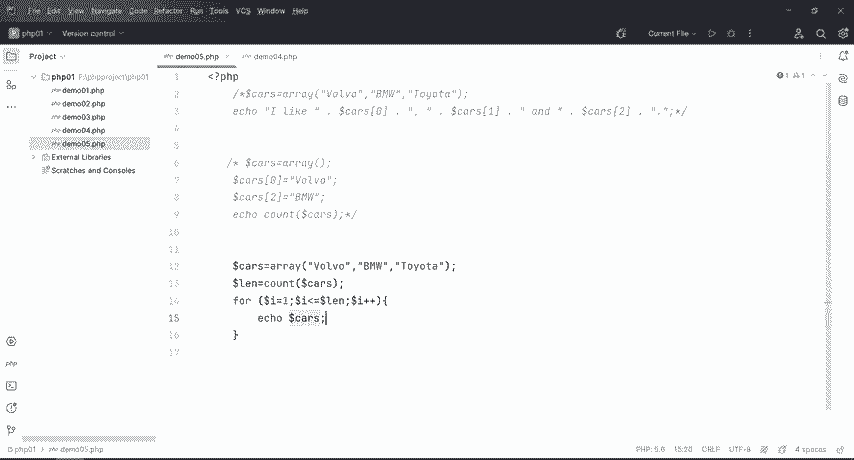 File Edit View Navigate Code Refactor Run Tools VCS Window Help
php01 Version control Current File
Project
demo05.php demo04.php
php01 F:\phpproject\php01
demo01.php
demo02.php
demo03.php
demo04.php
demo05.php
External Libraries
Scratches and Consoles
1 <?php
2 /*$cars=array("Volvo","BMW","Toyota");
3 echo "I like " . $cars[0] . ", " . $cars[1] . " and " . $cars[2] . ".";*/
4
5
6 /* $cars=array();
7 $cars[0]="Volvo";
8 $cars[2]="BMW";
9 echo count($cars);*/
10
11
12 $cars=array("Volvo","BMW","Toyota");
13 $len=count($cars);
14 for ($i=1;$i<=$len;$i++){
15 echo $cars;
16 }
17
1 1
php
php01 > demo05.php
PHP: 5.6 15:20 CRLF UTF-8 4 spaces